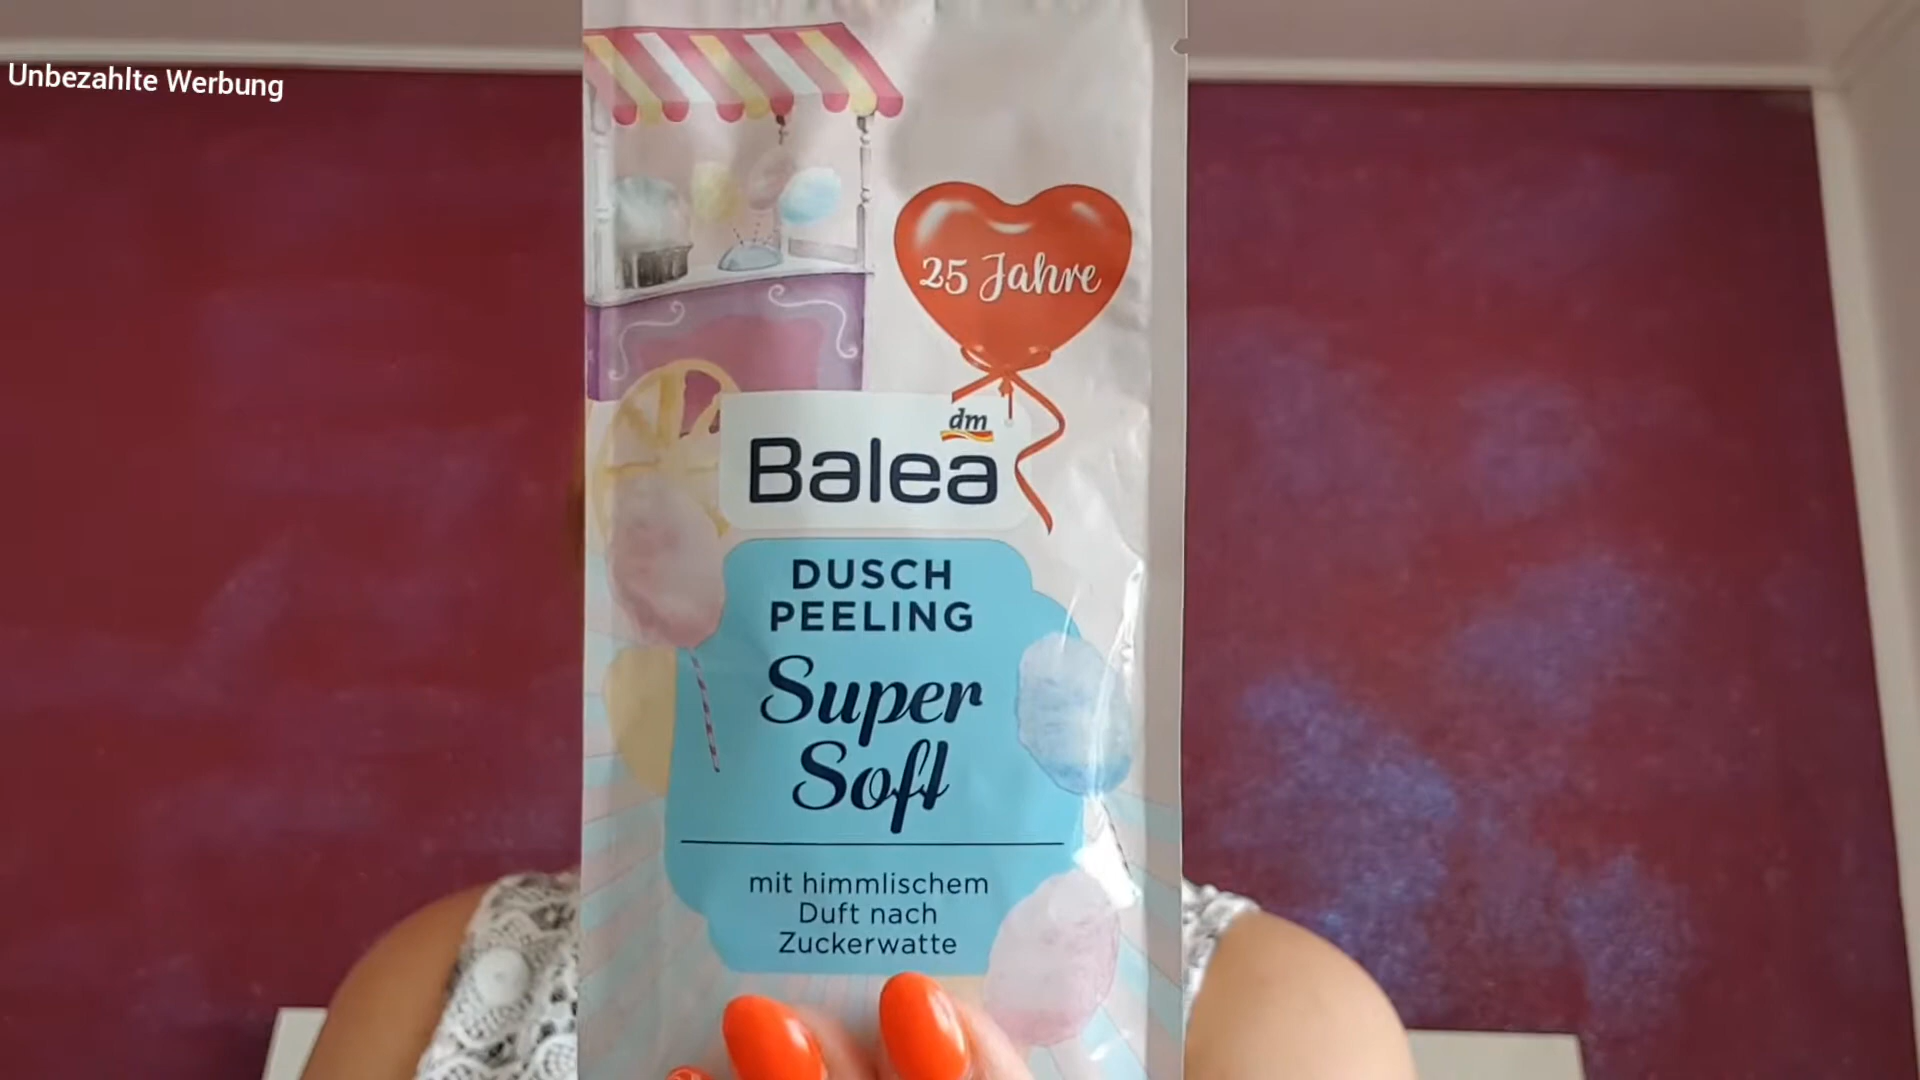 Unbezahlte Werbung
25 Jahre
dm
Balea
DUSCH
PEELING
Super
Soft
mit himmlischem
Duft nach
Zuckerwatte